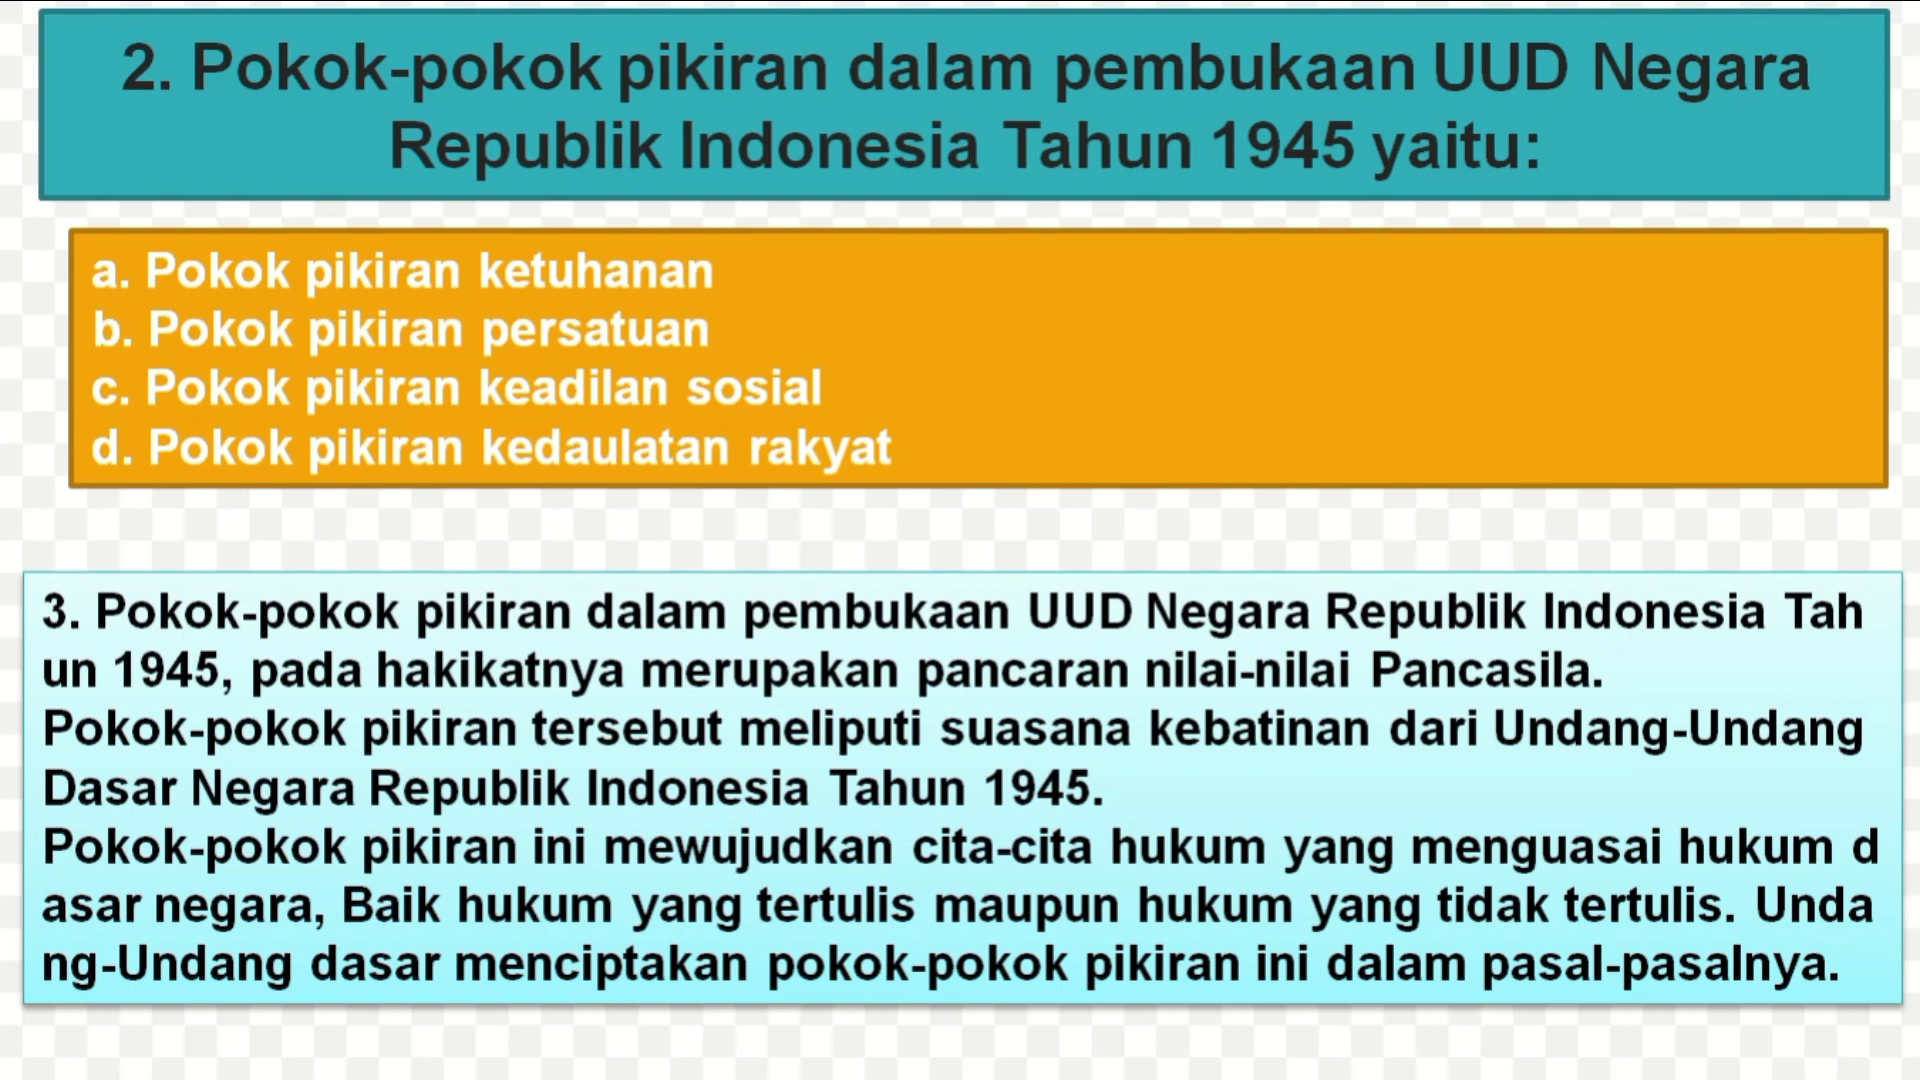 2. Pokok-pokok pikiran dalam pembukaan UUD Negara
Republik Indonesia Tahun 1945 yaitu:
a. Pokok pikiran ketuhanan
b. Pokok pikiran persatuan
c. Pokok pikiran keadilan sosial
d. Pokok pikiran kedaulatan rakyat
3. Pokok-pokok pikiran dalam pembukaan UUD Negara Republik Indonesia Tah
un 1945, pada hakikatnya merupakan pancaran nilai-nilai Pancasila.
Pokok-pokok pikiran tersebut meliputi suasana kebatinan dari Undang-Undang
Dasar Negara Republik Indonesia Tahun 1945.
Pokok-pokok pikiran ini mewujudkan cita-cita hukum yang menguasai hukum d
asar negara, Baik hukum yang tertulis maupun hukum yang tidak tertulis. Unda
ng-Undang dasar menciptakan pokok-pokok pikiran ini dalam pasal-pasalnya.